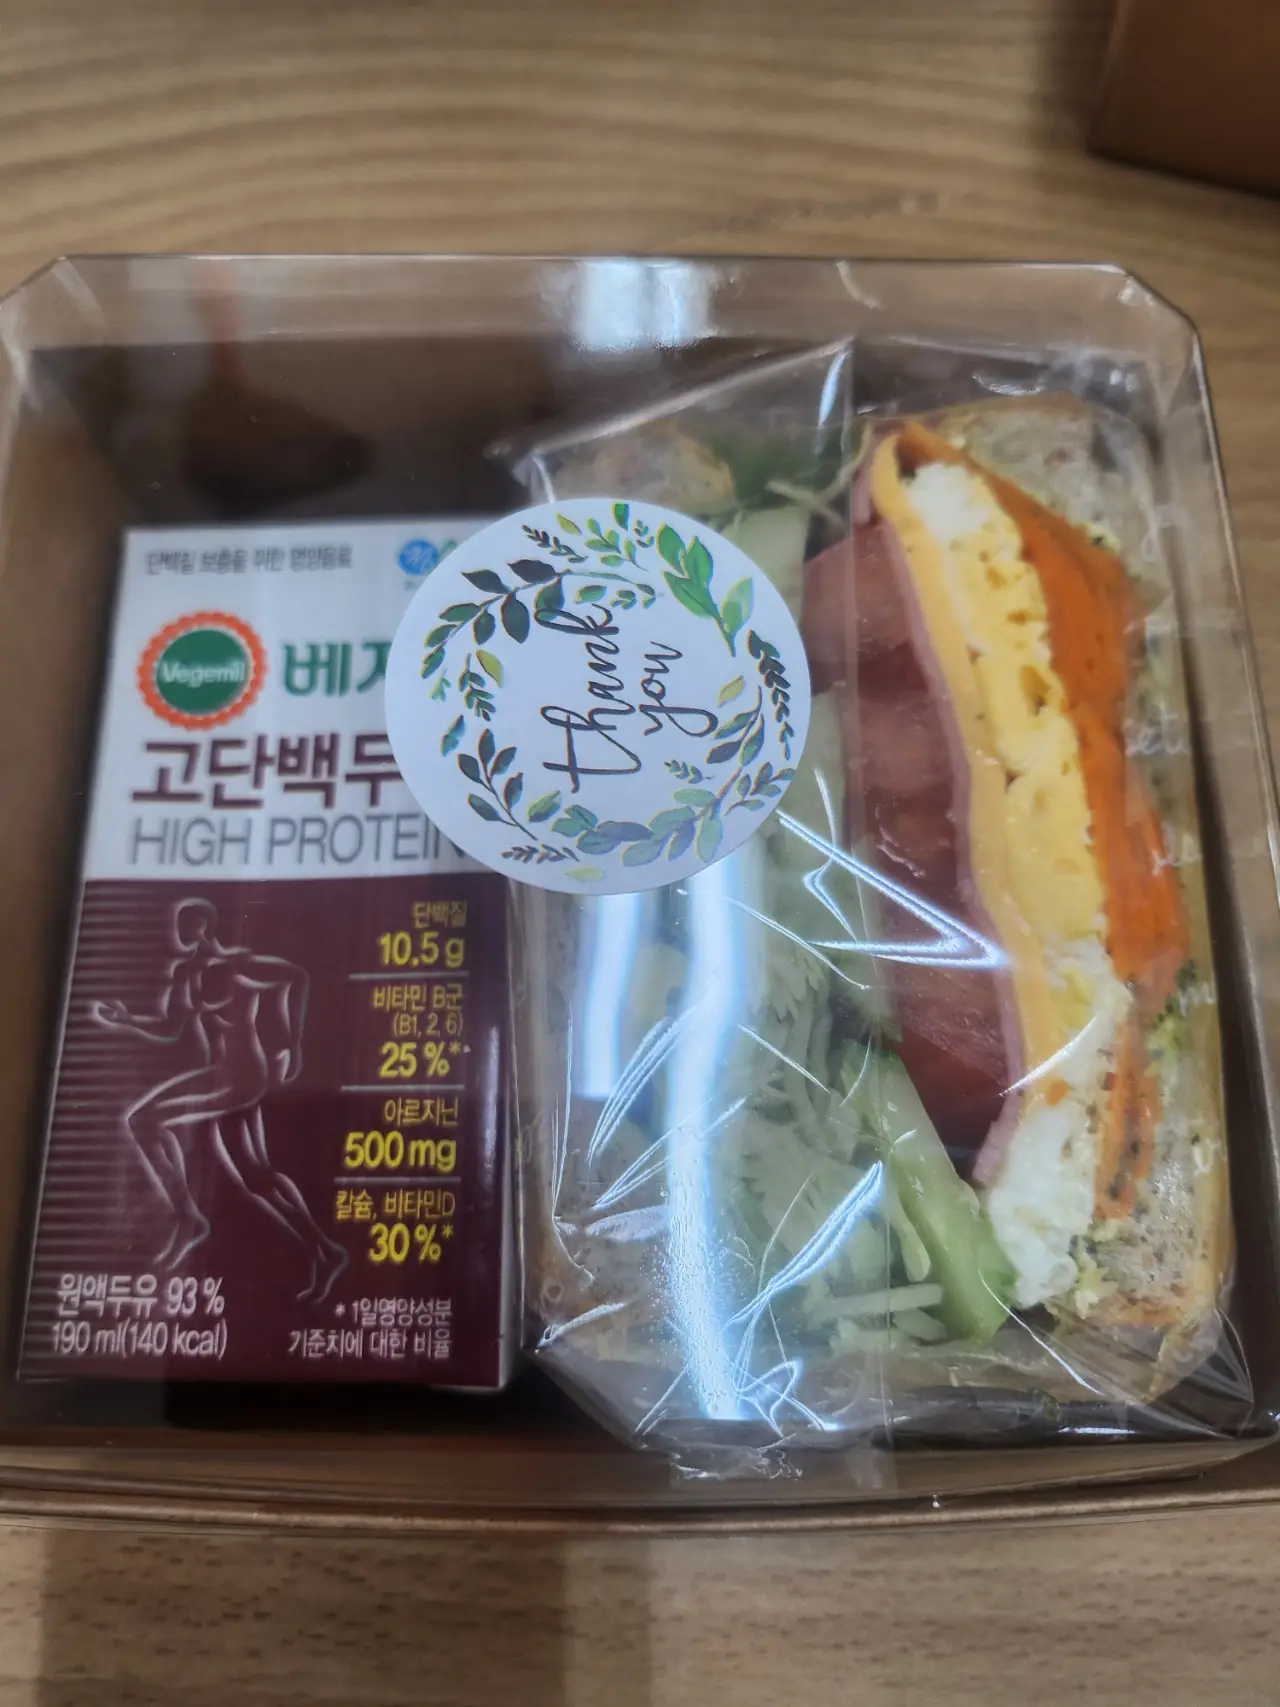 단백질 보충을 위한 영양음료
Vegemil
베지
고단백두
HIGH PROTEIN
단백질
10.5 g
비타민 B군
(B1, 2, 6)
25 %**
아르지닌
500 mg
칼슘, 비타민D
30 %*
원액두유 93 %
190 ml(140 kcal)
* 1일영양성분
기준치에 대한 비율
thank
you